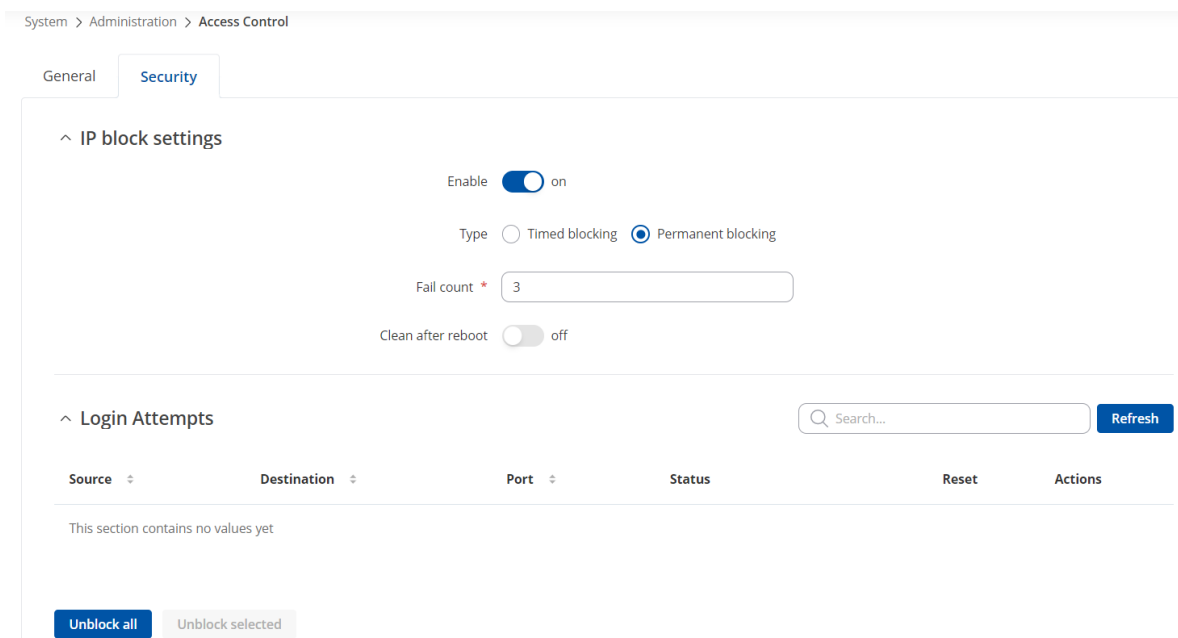 System > Administration > Access Control
General Security
IP block settings
Enable on
Type Timed blocking Permanent blocking
Fail count * 3
Clean after reboot off
Login Attempts Search... Refresh
Source Destination Port Status Reset Actions
This section contains no values yet
Unblock all Unblock selected